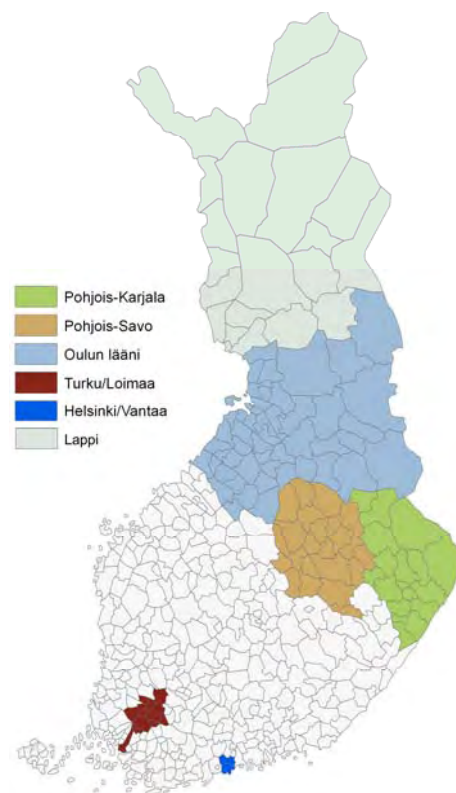 Pohjois-Karjala
Pohjois-Savo
Oulun lääni
Turku/Loimaa
Helsinki/Vantaa
Lappi